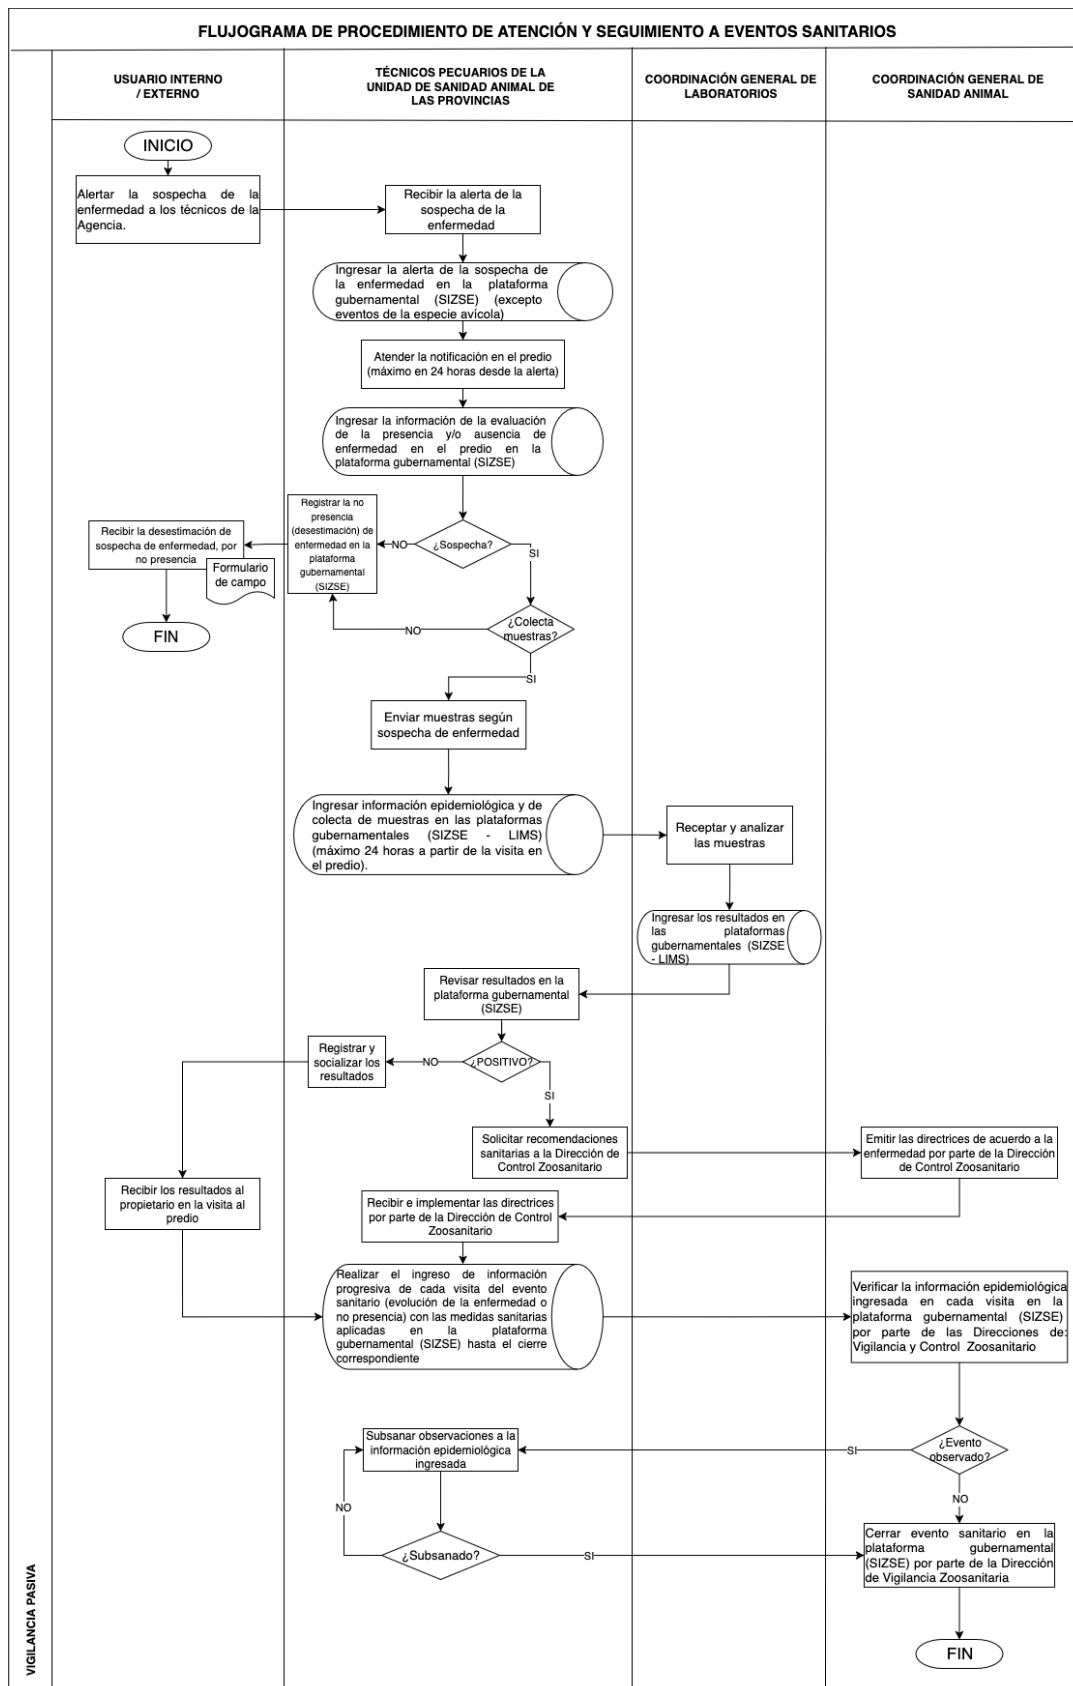 FLUJOGRAMA DE PROCEDIMIENTO DE ATENCIÓN Y SEGUIMIENTO A EVENTOS SANITARIOS
USUARIO INTERNO
/ EXTERNO
TÉCNICOS PECUARIOS DE LA
UNIDAD DE SANIDAD ANIMAL DE
LAS PROVINCIAS
COORDINACIÓN GENERAL DE
LABORATORIOS
COORDINACIÓN GENERAL DE
SANIDAD ANIMAL
INICIO
Alertar la sospecha de la
enfermedad a los técnicos de la
Agencia.
Recibir la alerta de la
sospecha de la
enfermedad
Ingresar la alerta de la sospecha de
la enfermedad en la plataforma
gubernamental (SIZSE) (excepto
eventos de la especie avícola)
Atender la notificación en el predio
(máximo en 24 horas desde la alerta)
Ingresar la información de la evaluación
de la presencia y/o ausencia de
enfermedad en el predio en la
plataforma gubernamental (SIZSE)
¿Sospecha?
NO
SI
Registrar la no
presencia
(desestimación) de
enfermedad en la
plataforma
gubernamental
(SIZSE)
Recibir la desestimación de
sospecha de enfermedad, por
no presencia
Formulario
de campo
FIN
¿Colecta
muestras?
NO
SI
Enviar muestras según
sospecha de enfermedad
Ingresar información epidemiológica y de
colecta de muestras en las plataformas
gubernamentales (SIZSE - LIMS)
(máximo 24 horas a partir de la visita en
el predio).
Receptar y analizar
las muestras
Ingresar los resultados en
las plataformas
gubernamentales (SIZSE
- LIMS)
Revisar resultados en la
plataforma gubernamental
(SIZSE)
¿POSITIVO?
NO
SI
Registrar y
socializar los
resultados
Solicitar recomendaciones
sanitarias a la Dirección de
Control Zoosanitario
Emitir las directrices de acuerdo a la
enfermedad por parte de la Dirección
de Control Zoosanitario
Recibir los resultados al
propietario en la visita al
predio
Recibir e implementar las directrices
por parte de la Dirección de Control
Zoosanitario
Realizar el ingreso de información
progresiva de cada visita del evento
sanitario (evolución de la enfermedad o
no presencia) con las medidas sanitarias
aplicadas en la plataforma
gubernamental (SIZSE) hasta el cierre
correspondiente
Verificar la información epidemiológica
ingresada en cada visita en la
plataforma gubernamental (SIZSE)
por parte de las Direcciones de:
Vigilancia y Control Zoosanitario
¿Evento
observado?
SI
NO
Subsanar observaciones a la
información epidemiológica
ingresada
¿Subsanado?
NO
SI
Cerrar evento sanitario en la
plataforma gubernamental
(SIZSE) por parte de la Dirección
de Vigilancia Zoosanitaria
FIN
VIGILANCIA PASIVA